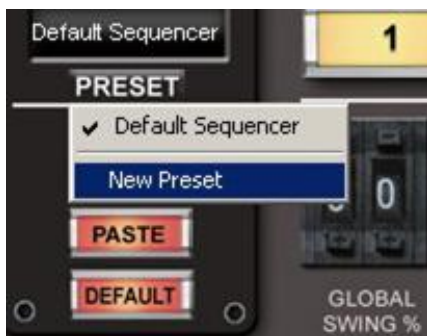 Default Sequencer
1
PRESET
✔ Default Sequencer
New Preset
0
PASTE
DEFAULT
GLOBAL
SWING %